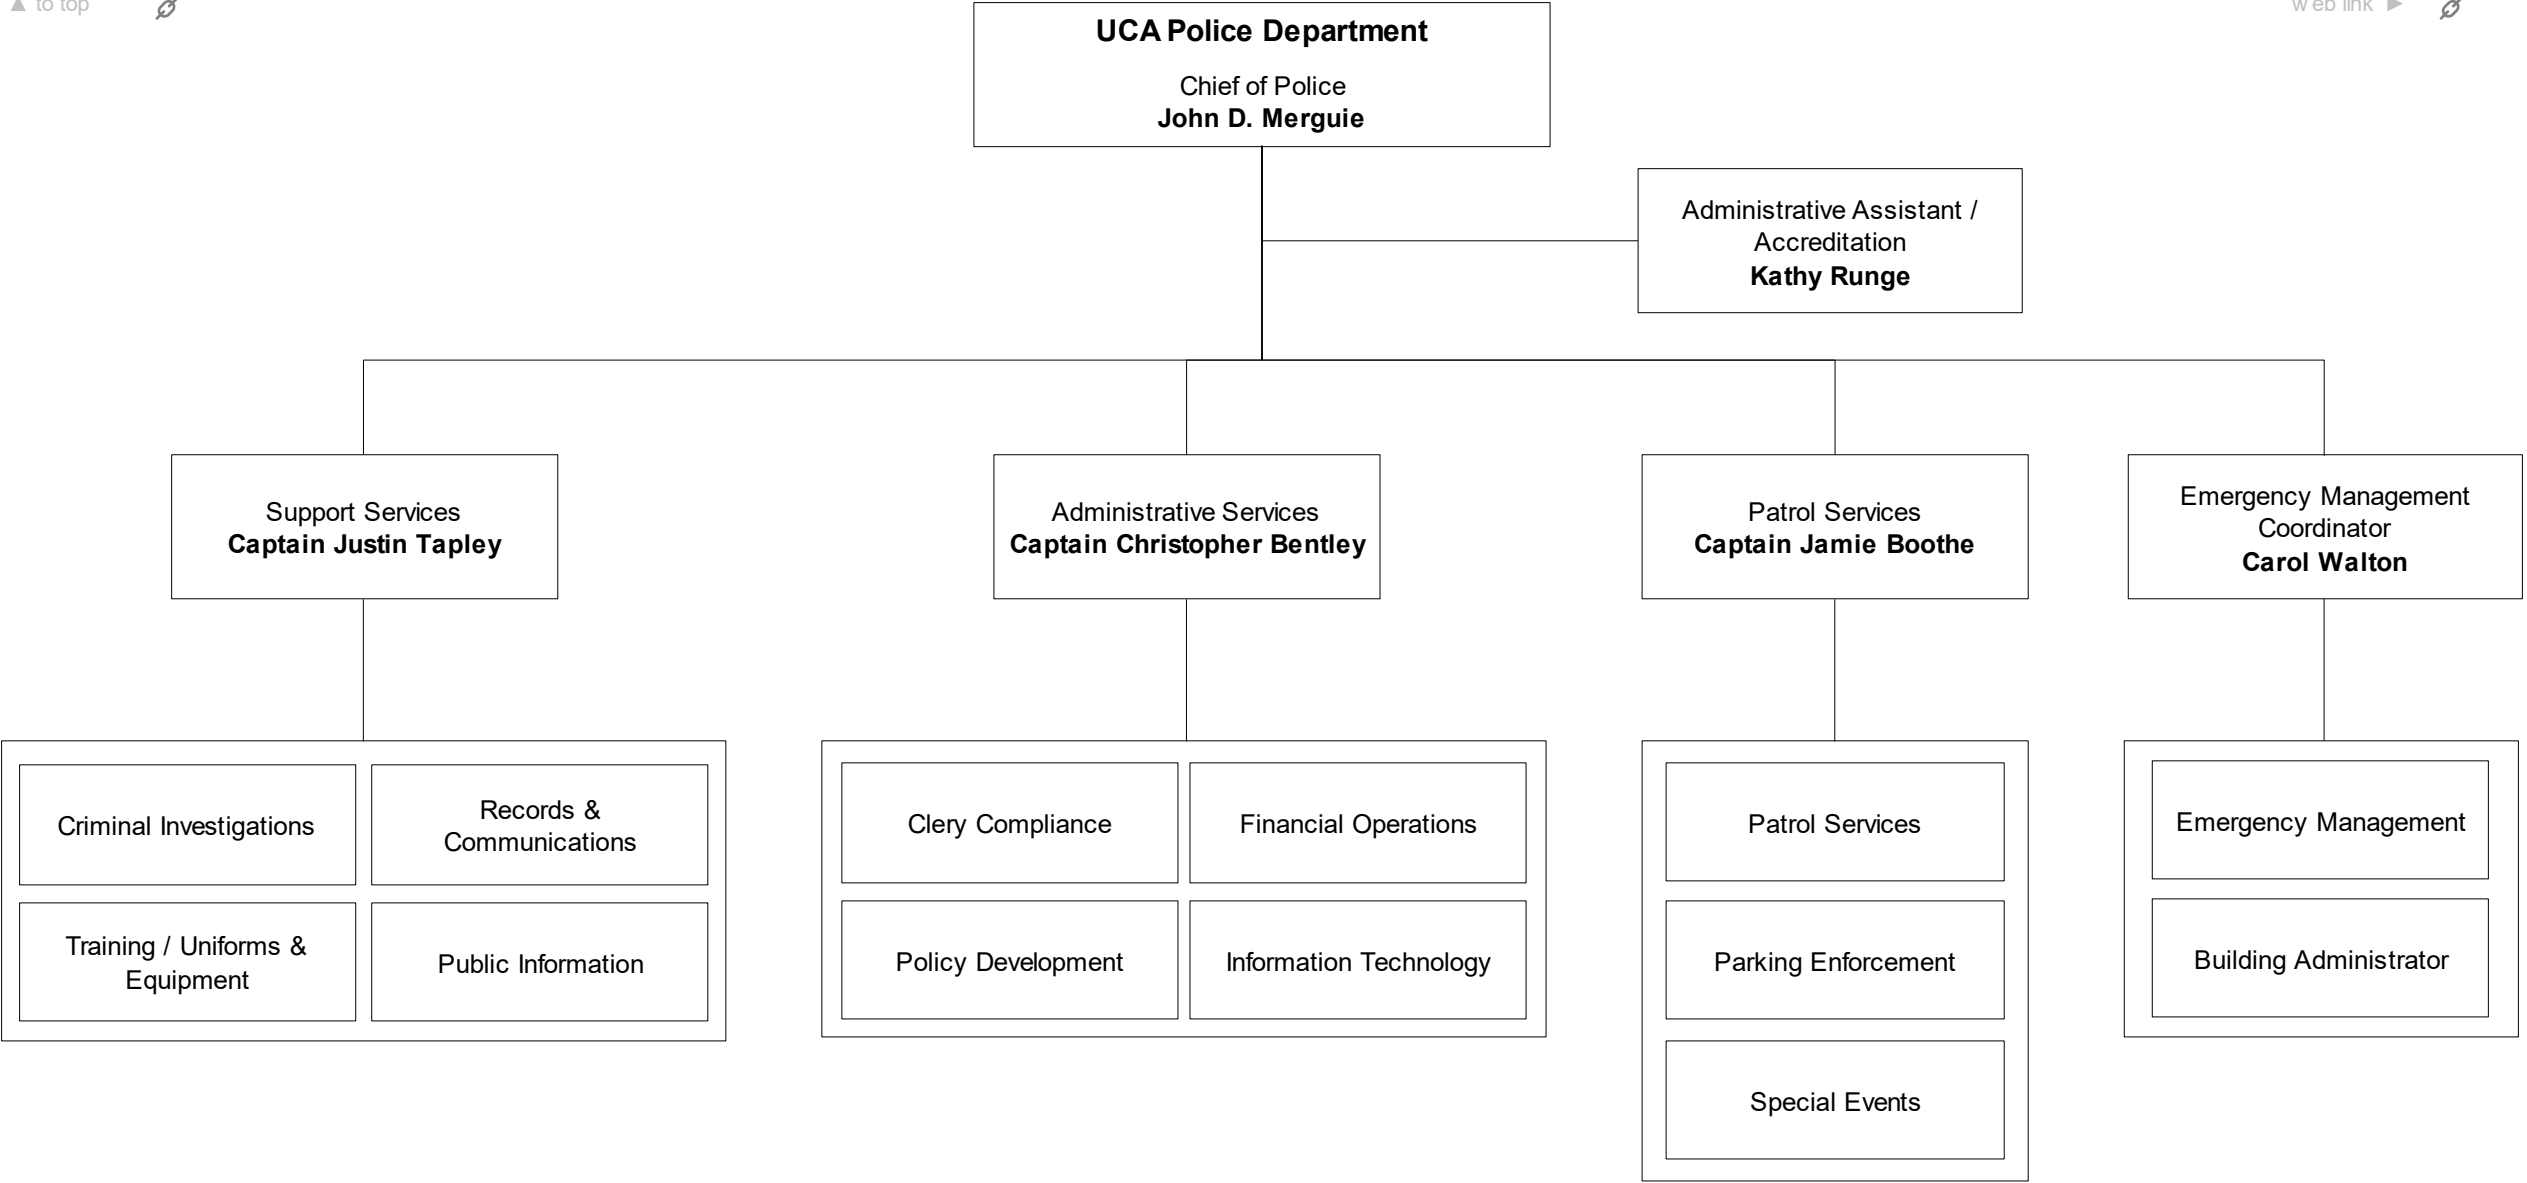 ▲ to top
web link ►
UCA Police Department
Chief of Police
John D. Merguie
Administrative Assistant /
Accreditation
Kathy Runge
Support Services
Captain Justin Tapley
Administrative Services
Captain Christopher Bentley
Patrol Services
Captain Jamie Boothe
Emergency Management
Coordinator
Carol Walton
Criminal Investigations
Records &
Communications
Training / Uniforms &
Equipment
Public Information
Clery Compliance
Financial Operations
Policy Development
Information Technology
Patrol Services
Parking Enforcement
Special Events
Emergency Management
Building Administrator